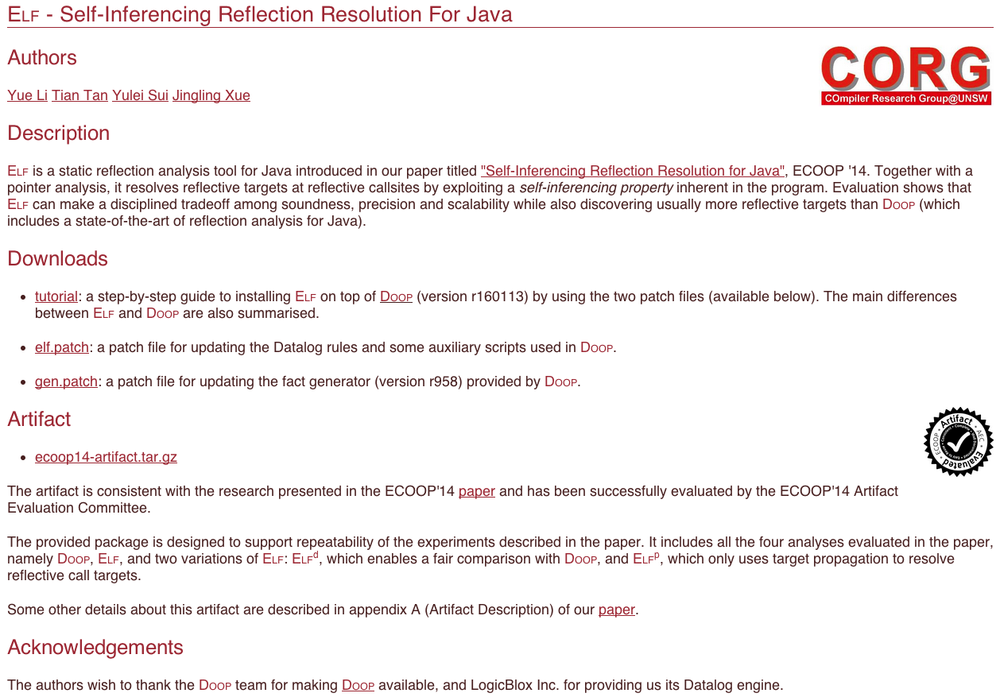 ELF - Self-Inferencing Reflection Resolution For Java
Authors
CORG
COmpiler Research Group@UNSW
Yue Li Tian Tan Yulei Sui Jingling Xue
Description
ELF is a static reflection analysis tool for Java introduced in our paper titled "Self-Inferencing Reflection Resolution for Java", ECOOP '14. Together with a
pointer analysis, it resolves reflective targets at reflective callsites by exploiting a self-inferencing property inherent in the program. Evaluation shows that
ELF can make a disciplined tradeoff among soundness, precision and scalability while also discovering usually more reflective targets than DOOP (which
includes a state-of-the-art of reflection analysis for Java).
Downloads
• tutorial: a step-by-step guide to installing ELF on top of DOOP (version r160113) by using the two patch files (available below). The main differences
between ELF and DOOP are also summarised.
• elf.patch: a patch file for updating the Datalog rules and some auxiliary scripts used in DOOP.
• gen.patch: a patch file for updating the fact generator (version r958) provided by DOOP.
Artifact
Artifact * AEC * Evaluated * ECOOP *
• ecoop14-artifact.tar.gz
The artifact is consistent with the research presented in the ECOOP'14 paper and has been successfully evaluated by the ECOOP'14 Artifact
Evaluation Committee.
The provided package is designed to support repeatability of the experiments described in the paper. It includes all the four analyses evaluated in the paper,
namely DOOP, ELF, and two variations of ELF: ELFd, which enables a fair comparison with DOOP, and ELFp, which only uses target propagation to resolve
reflective call targets.
Some other details about this artifact are described in appendix A (Artifact Description) of our paper.
Acknowledgements
The authors wish to thank the DOOP team for making DOOP available, and LogicBlox Inc. for providing us its Datalog engine.